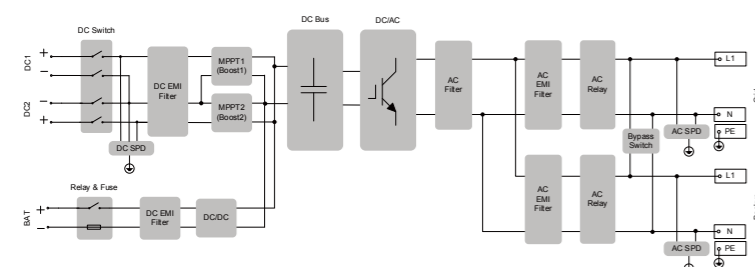 DC Switch
DC Bus
DC/AC
DC1
+
−
DC2
−
+
DC EMI
Filter
MPPT1
(Boost1)
MPPT2
(Boost2)
DC SPD
AC
Filter
AC
EMI
Filter
AC
Relay
L1
N
PE
AC SPD
Bypass
Switch
Relay & Fuse
BAT
+
−
DC EMI
Filter
DC/DC
AC
EMI
Filter
AC
Relay
L1
N
PE
AC SPD